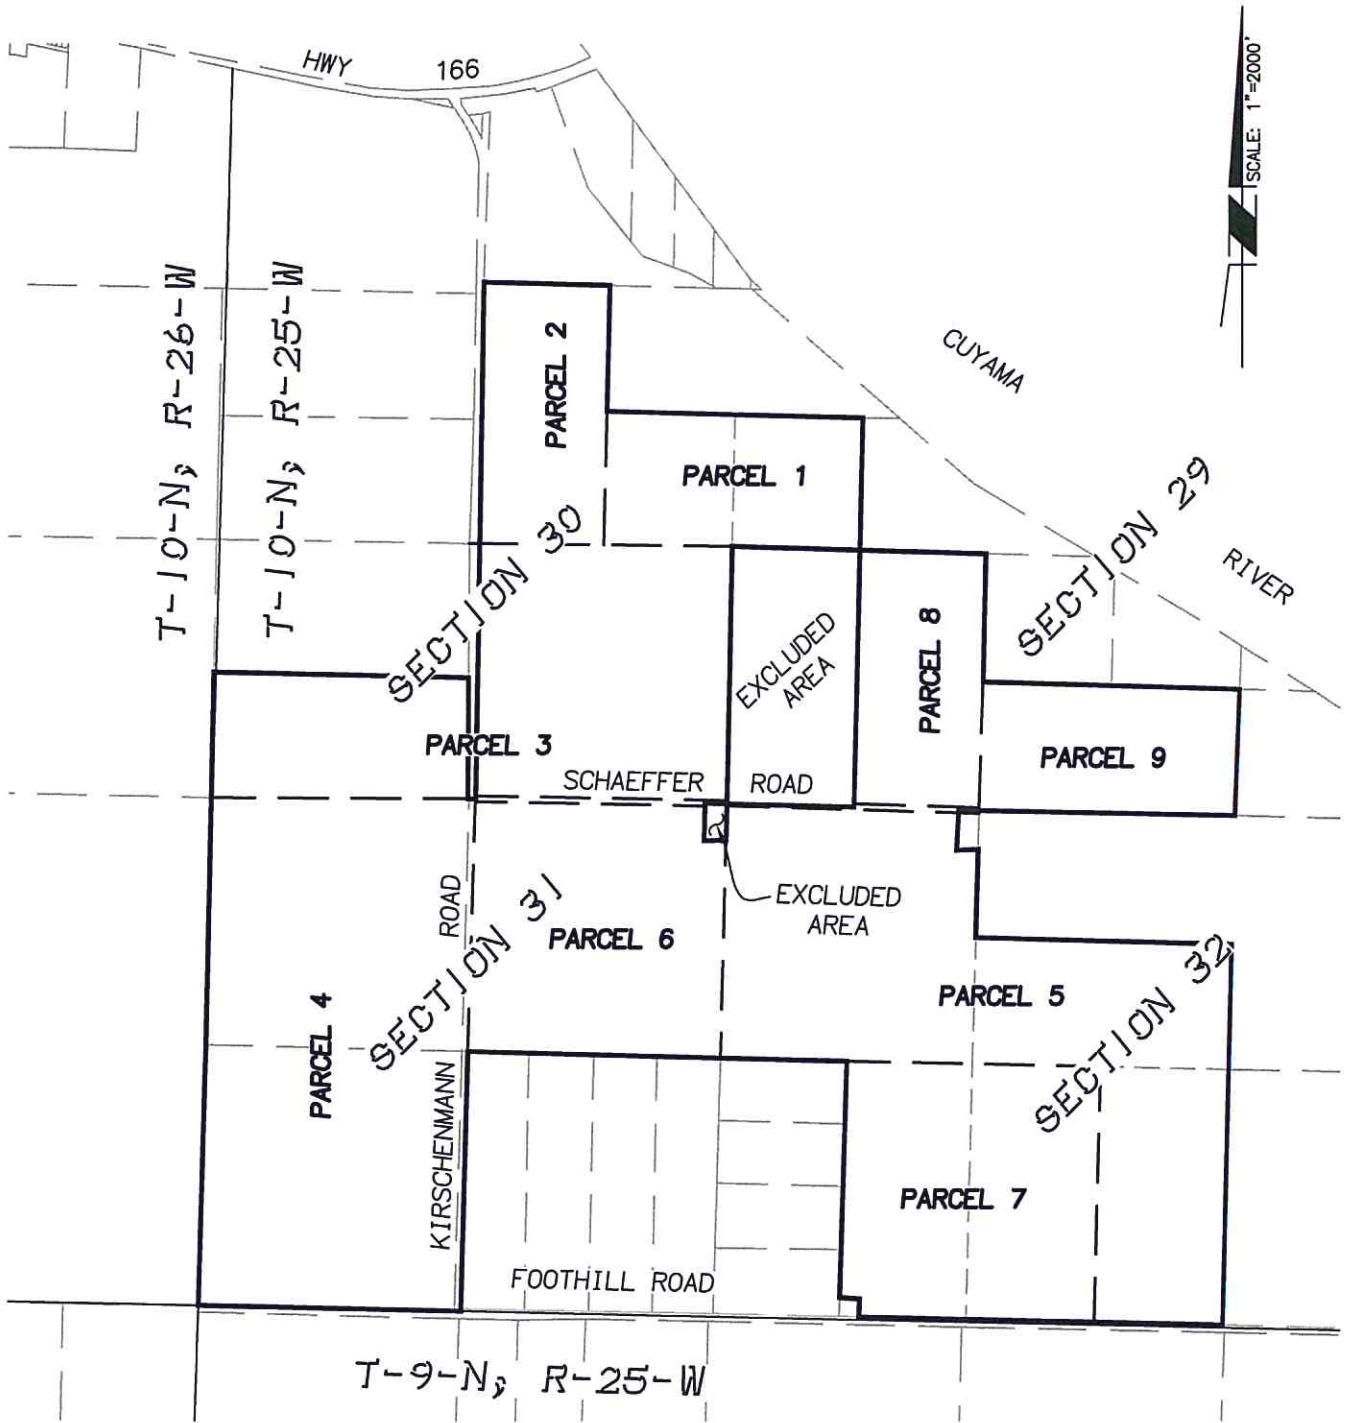 HWY 166
SCALE: 1"=2000'
T-10-N, R-26-W
T-10-N, R-25-W
CUYAMA
RIVER
PARCEL 2
PARCEL 1
SECTION 30
SECTION 29
EXCLUDED
AREA
PARCEL 8
PARCEL 3
PARCEL 9
SCHAEFFER ROAD
EXCLUDED
AREA
KIRSCHENMANN ROAD
SECTION 31
PARCEL 6
PARCEL 5
SECTION 32
PARCEL 4
PARCEL 7
FOOTHILL ROAD
T-9-N, R-25-W